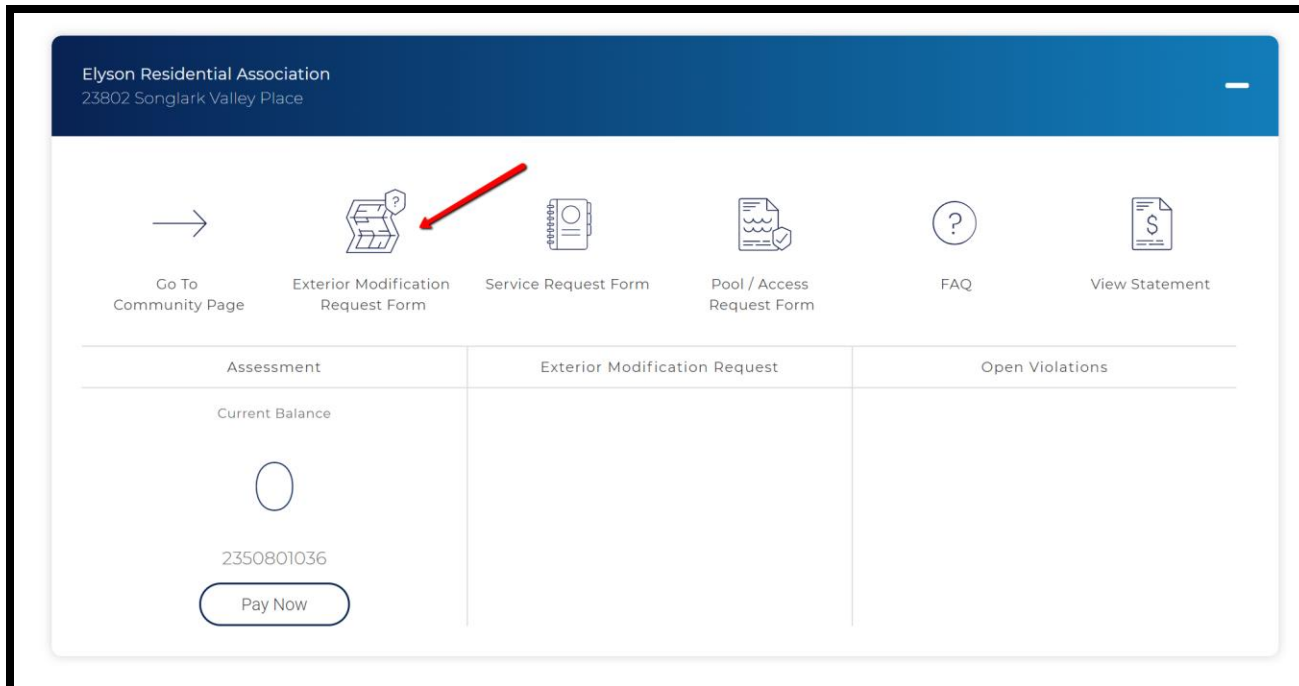 Elyson Residential Association
23802 Songlark Valley Place
?
$
?
Go To
Community Page
Exterior Modification
Request Form
Service Request Form
Pool / Access
Request Form
FAQ
View Statement
Assessment
Exterior Modification Request
Open Violations
Current Balance
0
2350801036
Pay Now